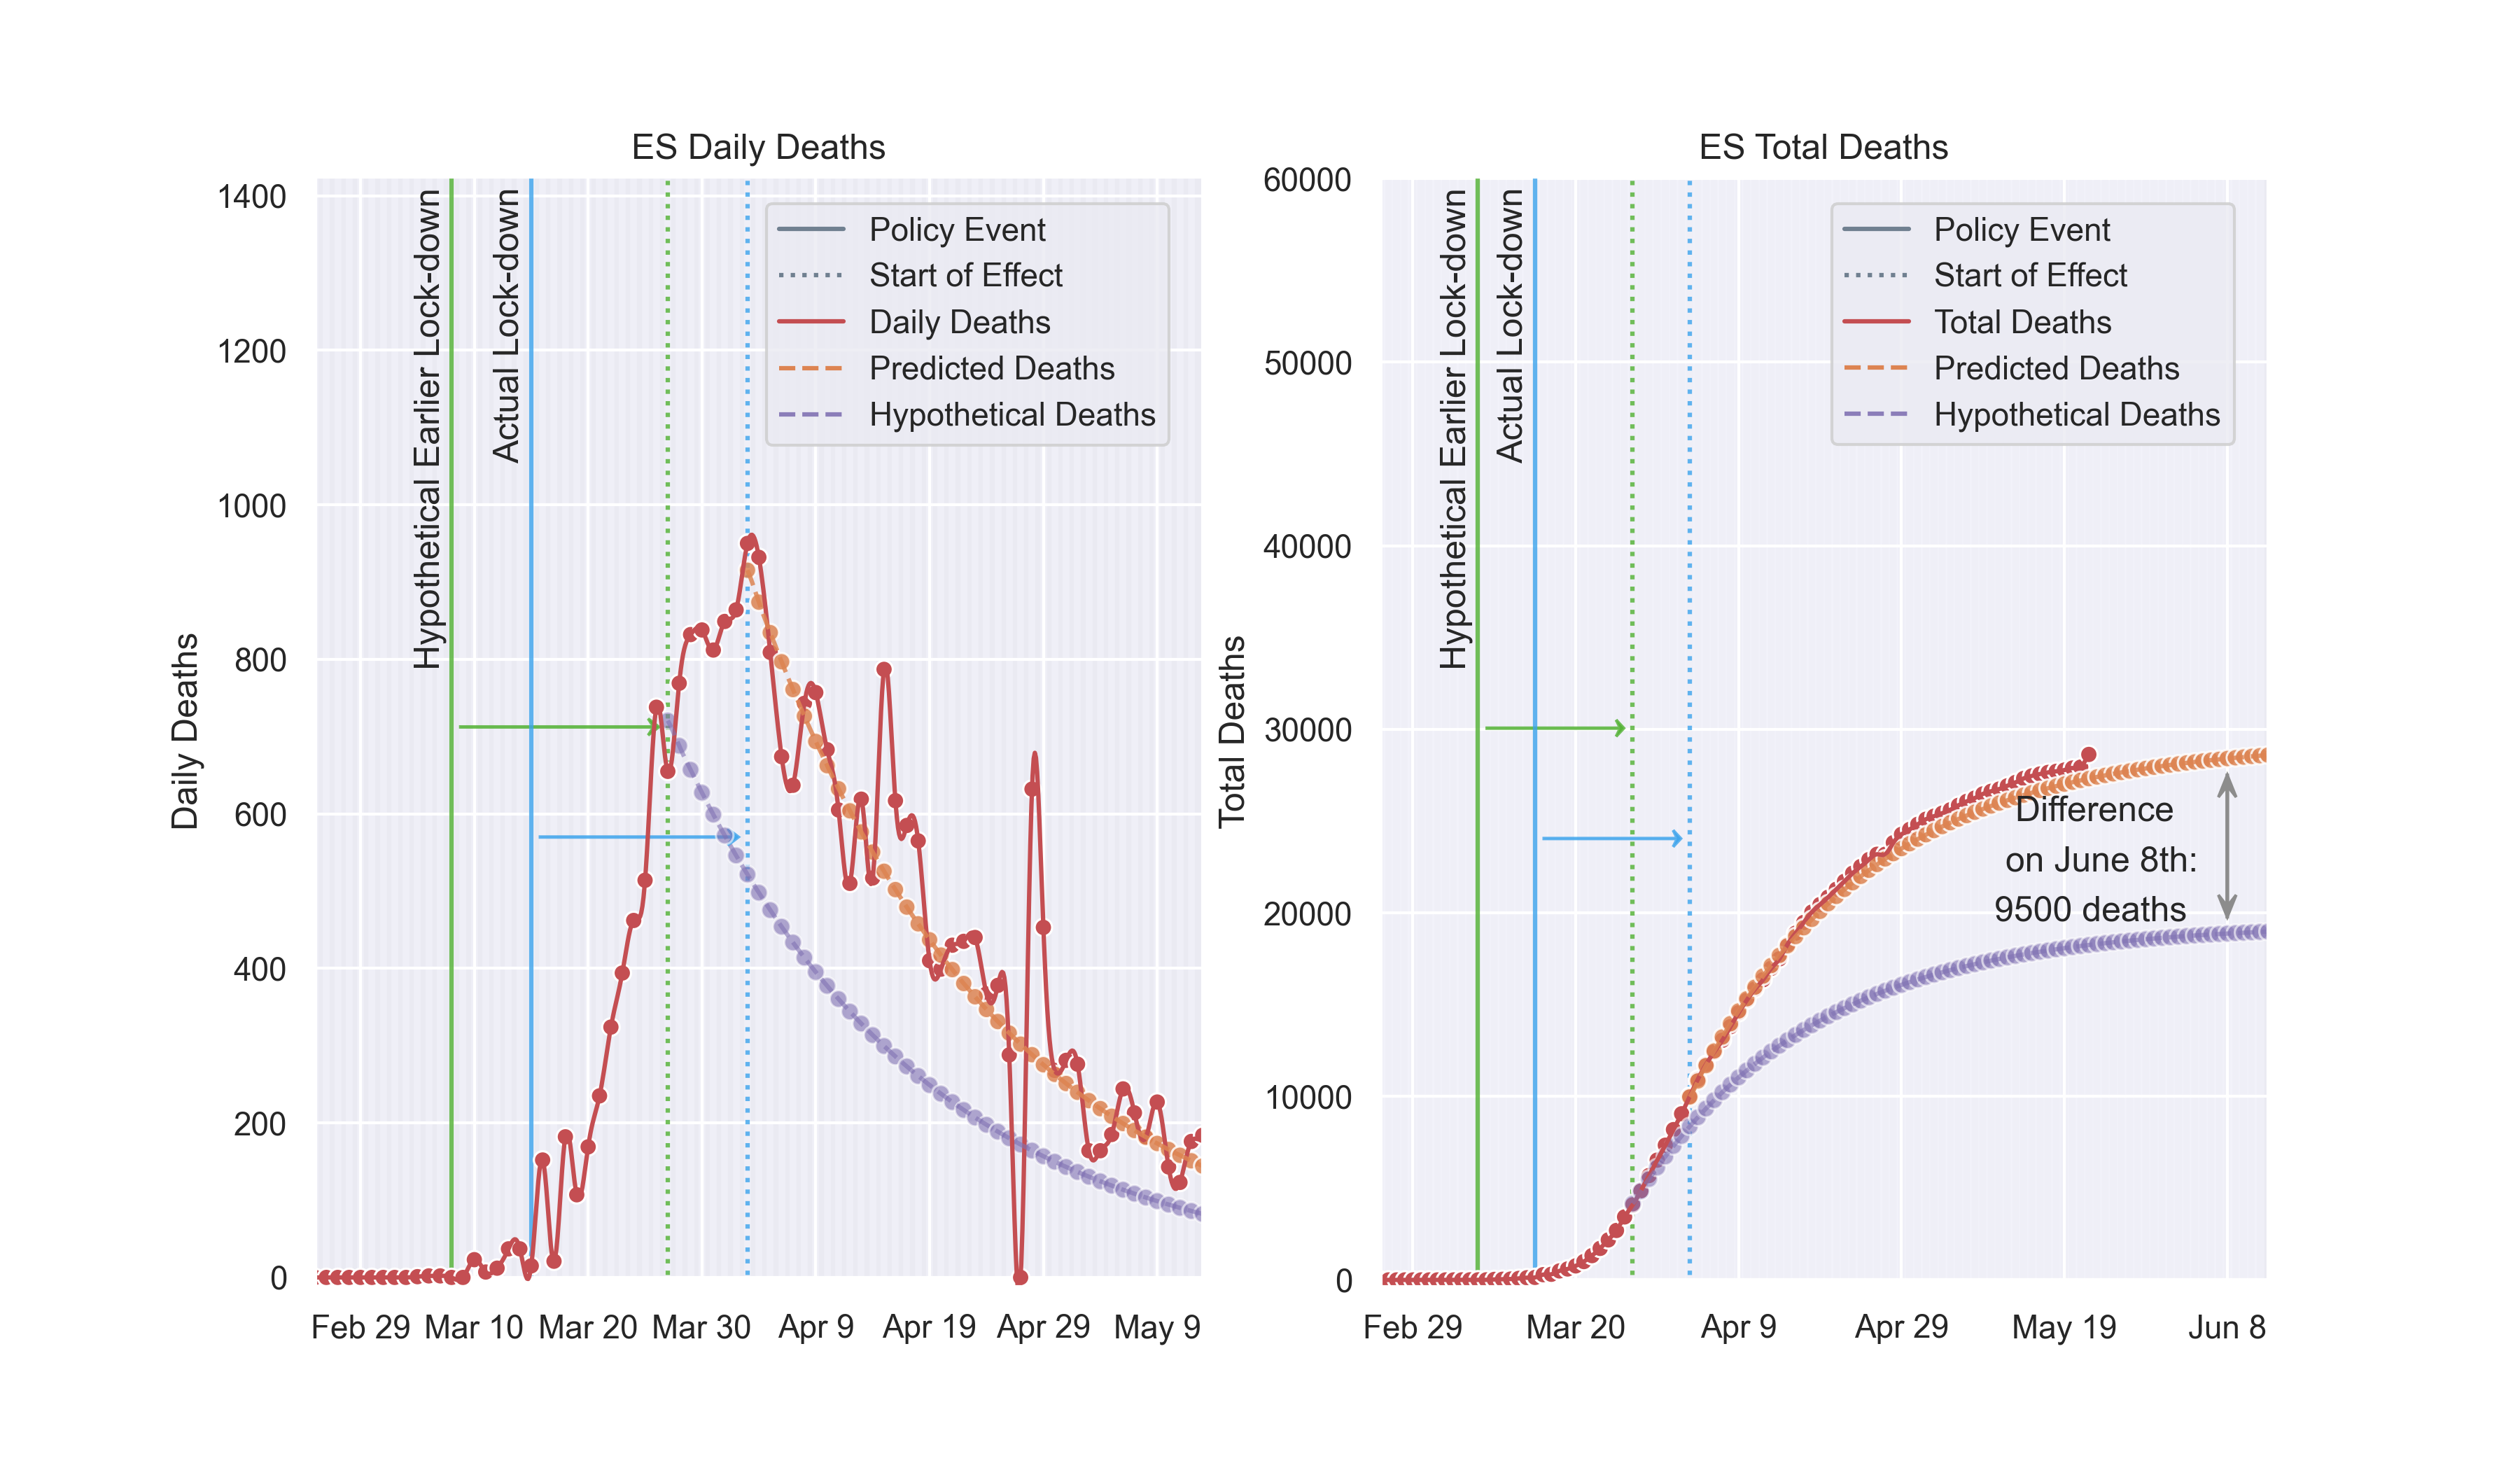 ES Daily Deaths
Daily Deaths
1400
1200
1000
800
600
400
200
0
Hypothetical Earlier Lock-down
Actual Lock-down
Policy Event
Start of Effect
Daily Deaths
Predicted Deaths
Hypothetical Deaths
Feb 29 Mar 10 Mar 20 Mar 30 Apr 9 Apr 19 Apr 29 May 9
ES Total Deaths
Total Deaths
60000
50000
40000
30000
20000
10000
0
Hypothetical Earlier Lock-down
Actual Lock-down
Policy Event
Start of Effect
Total Deaths
Predicted Deaths
Hypothetical Deaths
Difference
on June 8th:
9500 deaths
Feb 29 Mar 20 Apr 9 Apr 29 May 19 Jun 8